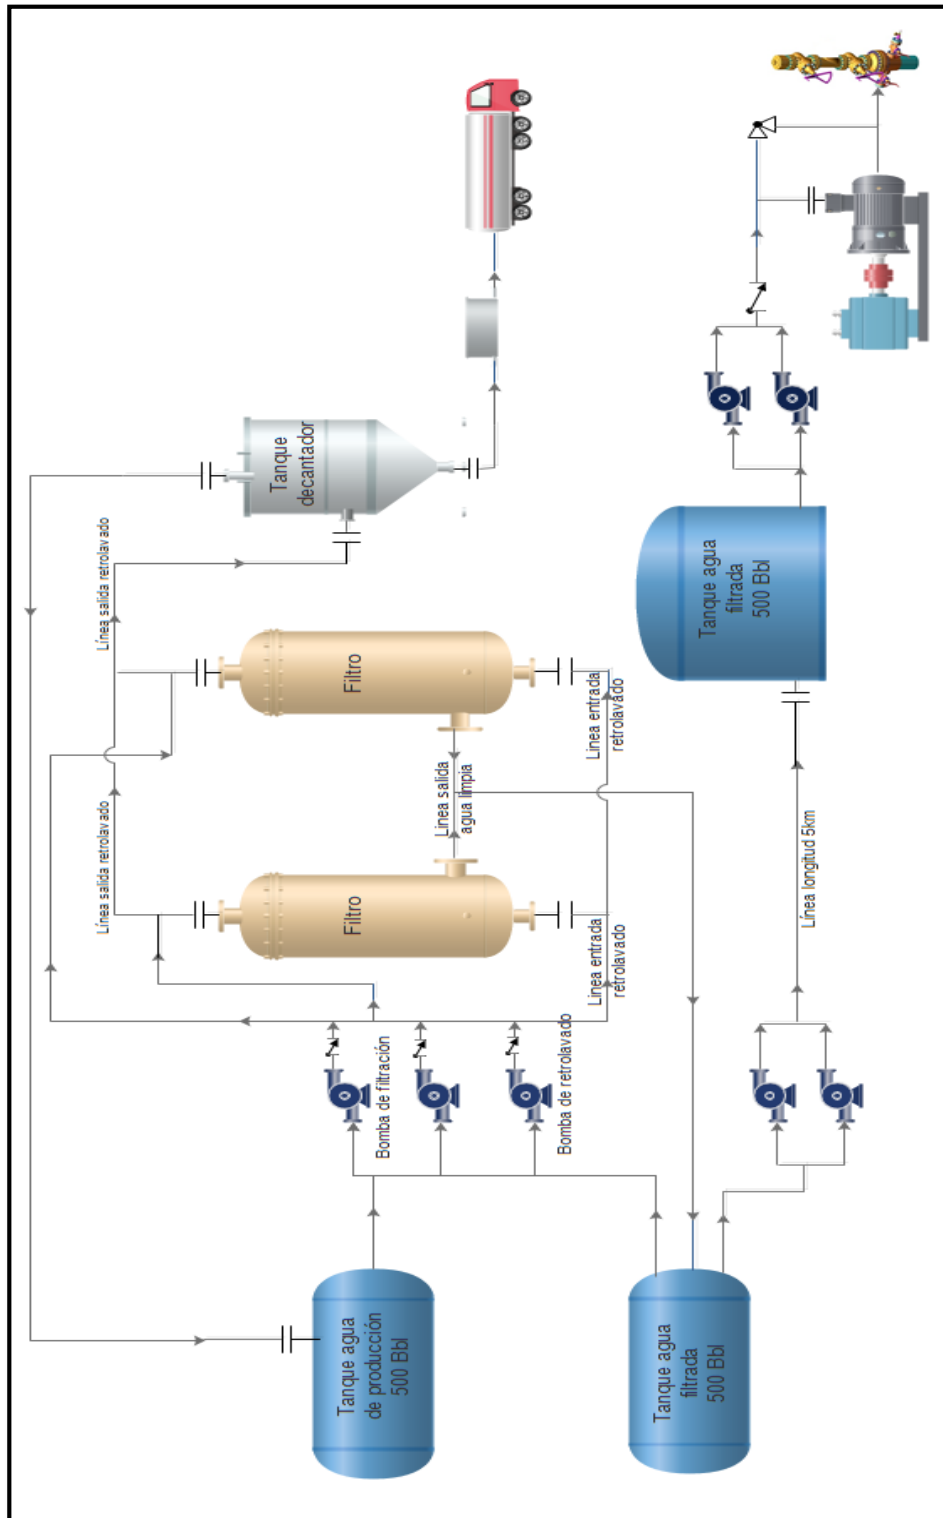 Línea salida retrolavado
Línea salida retrolavado
Tanque
decantador
Tanque agua
de producción
500 Bbl
Filtro
Filtro
Bomba de filtración
Línea salida
agua limpia
Bomba de retrolavado
Linea entrada
retrolavado
Linea entrada
retrolavado
Tanque agua
filtrada
500 Bbl
Tanque agua
filtrada
500 Bbl
Línea longitud 5km